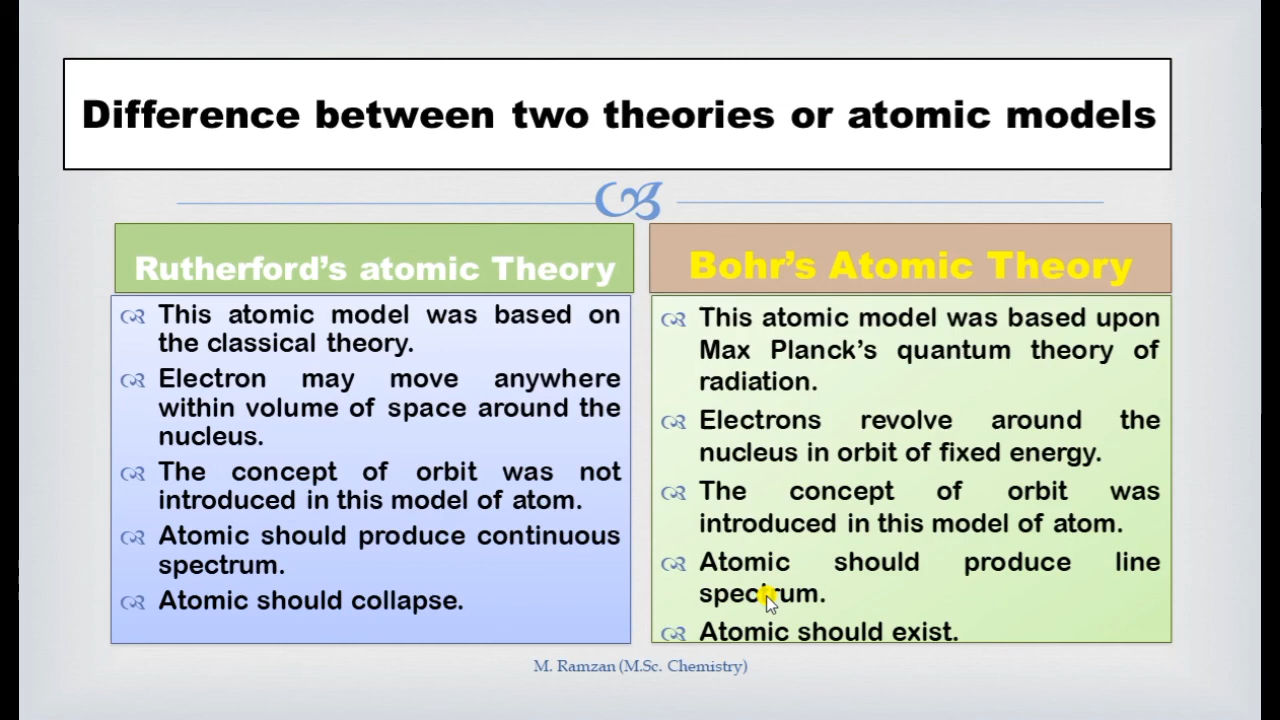 Difference between two theories or atomic models
Rutherford's atomic Theory
This atomic model was based on
the classical theory.
Electron may move anywhere
within volume of space around the
nucleus.
The concept of orbit was not
introduced in this model of atom.
Atomic should produce continuous
spectrum.
Atomic should collapse.
Bohr's Atomic Theory
This atomic model was based upon
Max Planck's quantum theory of
radiation.
Electrons revolve around the
nucleus in orbit of fixed energy.
The concept of orbit was
introduced in this model of atom.
Atomic should produce line
spectrum.
Atomic should exist.
M. Ramzan (M.Sc. Chemistry)